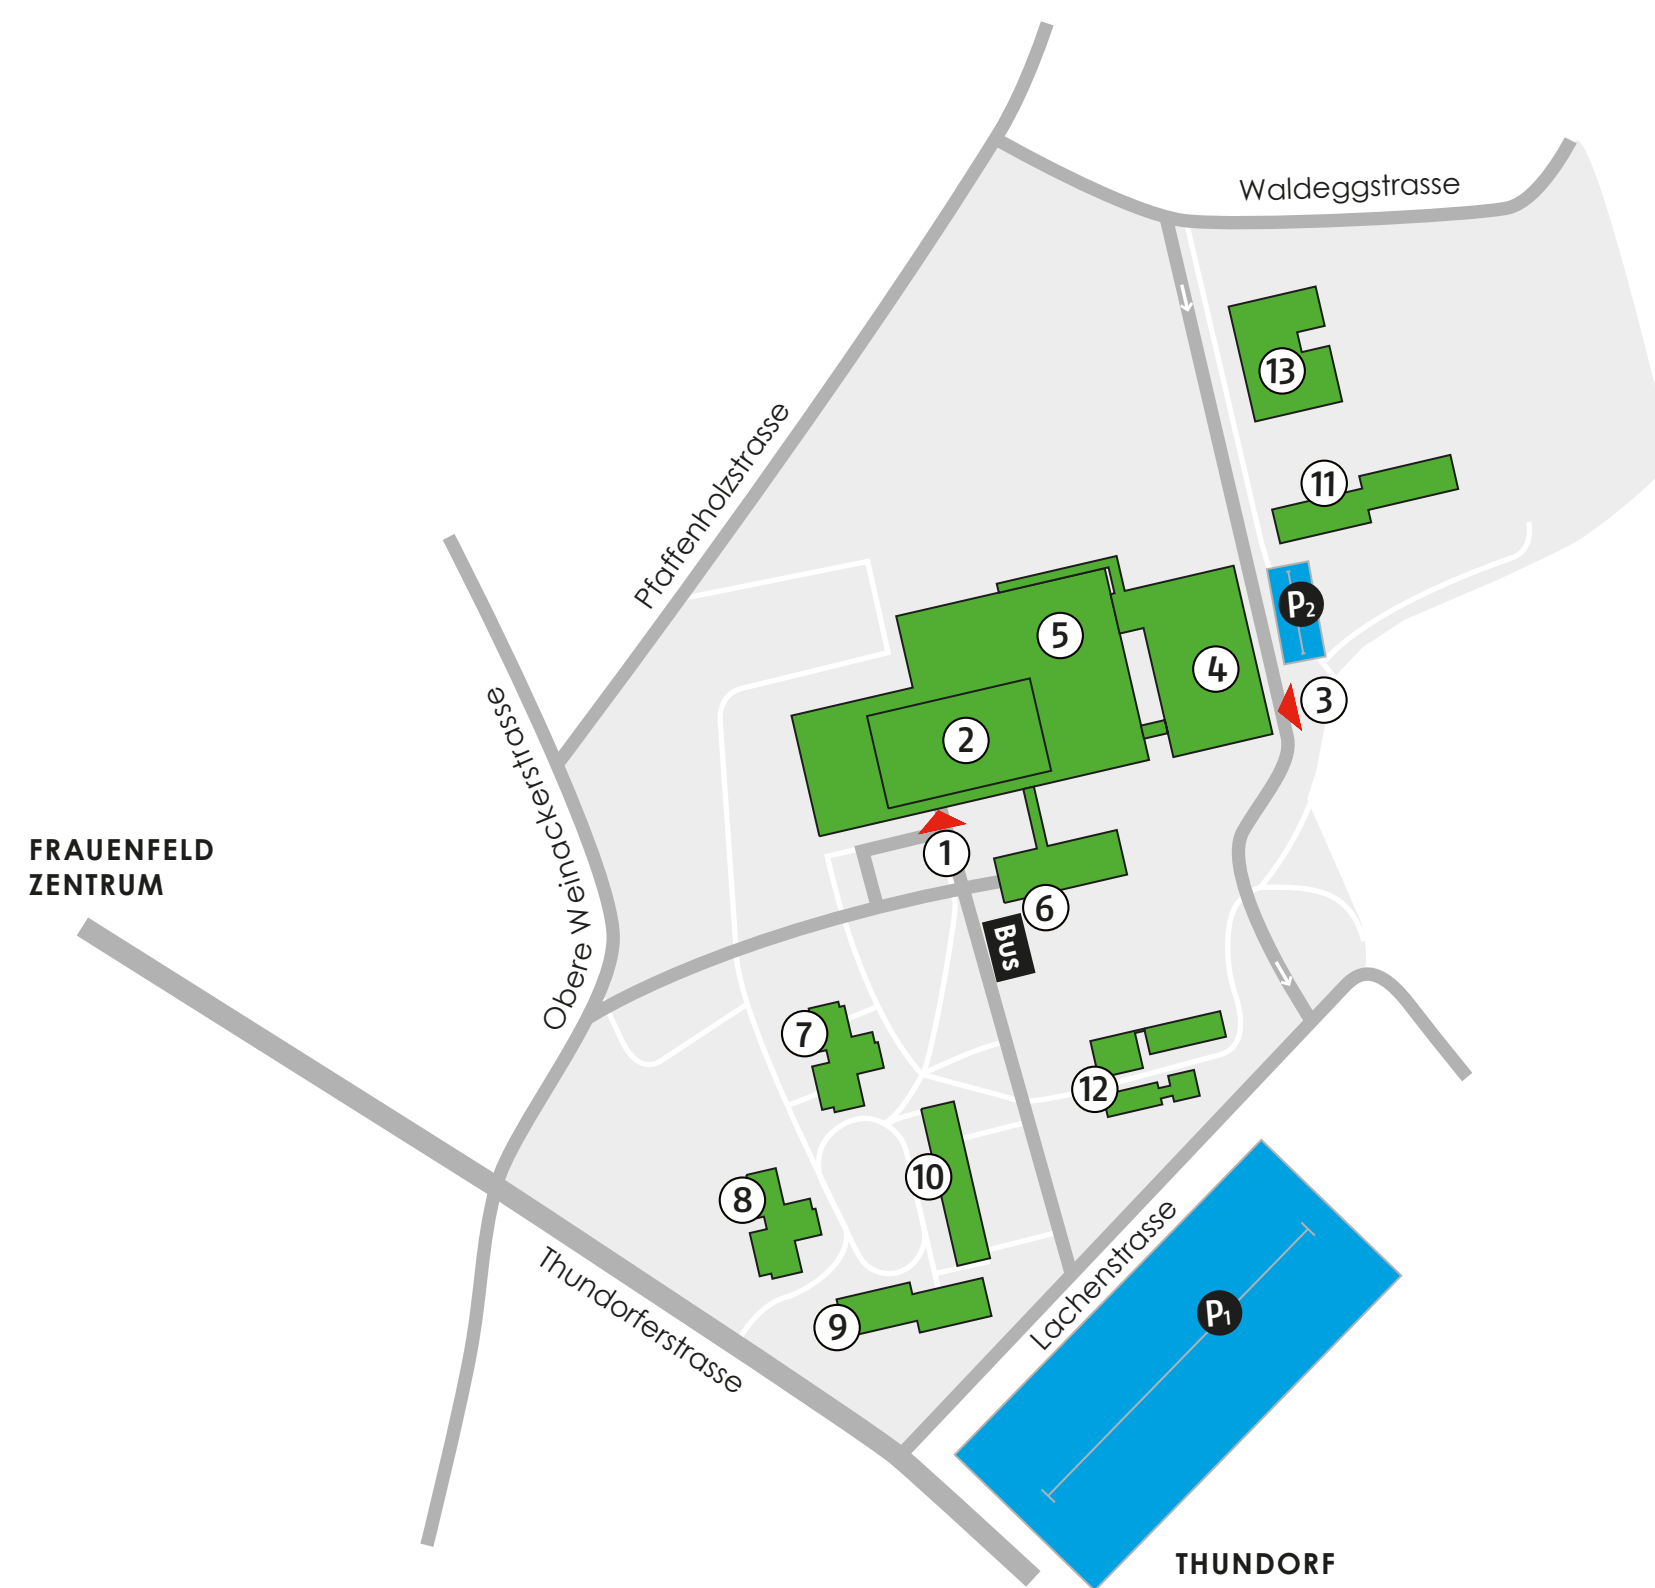 Waldeggstrasse
13
Pfaffenholzstrasse
11
P2
5
4
3
2
Obere Weinackerstrasse
FRAUENFELD
ZENTRUM
1
6
Bus
7
12
10
8
Lachenstrasse
Thundorferstrasse
P1
9
THUNDORF